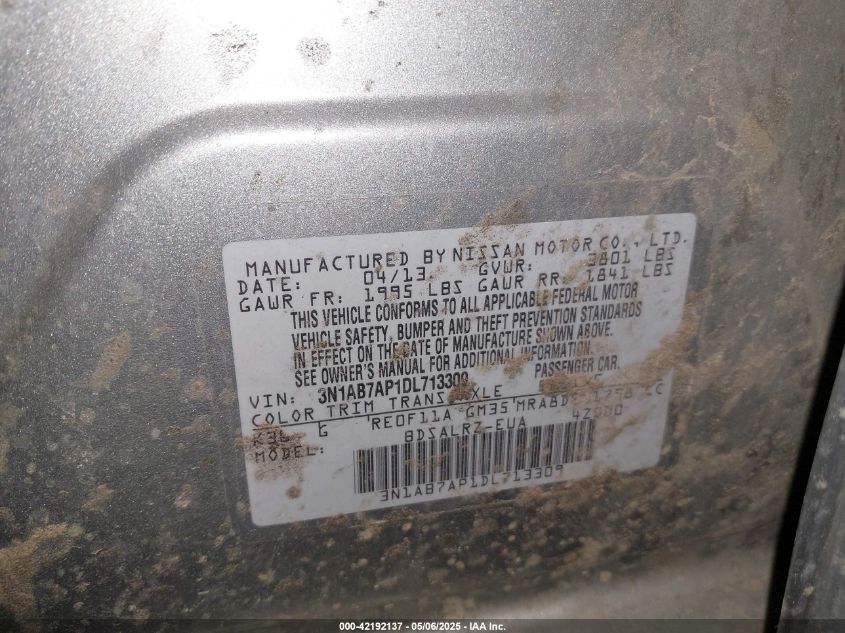 MANUFACTURED BY NISSAN MOTOR CO., LTD.
DATE: 04/13 GVWR: 3801 LBS
GAWR FR: 1995 LBS GAWR RR: 1841 LBS
THIS VEHICLE CONFORMS TO ALL APPLICABLE FEDERAL MOTOR
VEHICLE SAFETY, BUMPER AND THEFT PREVENTION STANDARDS
IN EFFECT ON THE DATE OF MANUFACTURE SHOWN ABOVE.
SEE OWNER'S MANUAL FOR ADDITIONAL INFORMATION.
VIN: 3N1AB7AP1DL713309 PASSENGER CAR.
COLOR TRIM TRANS AXLE
G RE0F11A GM35 MRA8DE
MODEL: BDSALRZ-EUA
3N1AB7AP1DL713309
000-42192137 - 05/06/2025 - IAA Inc.